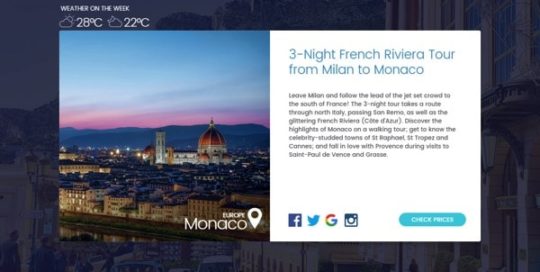 WEATHER ON THE WEEK
28ºC 22ºC
3-Night French Riviera Tour
from Milan to Monaco
Leave Milan and follow the lead of the jet set crowd to
the south of France! The 3-night tour takes a route
through north Italy, passing San Remo, as well as the
glittering French Riviera (Côte d'Azur). Discover the
highlights of Monaco on a walking tour; get to know the
celebrity-studded towns of St Raphael, St Tropez and
Cannes; and fall in love with Provence during visits to
Saint-Paul de Vence and Grasse.
EUROPE
Monaco
CHECK PRICES